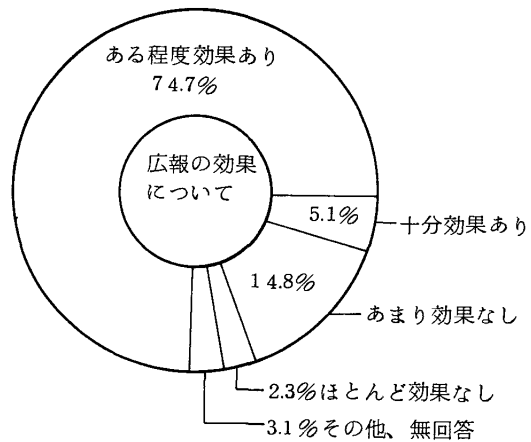 ある程度効果あり
74.7%
広報の効果
について
5.1%
十分効果あり
14.8%
あまり効果なし
2.3%ほとんど効果なし
3.1%その他、無回答